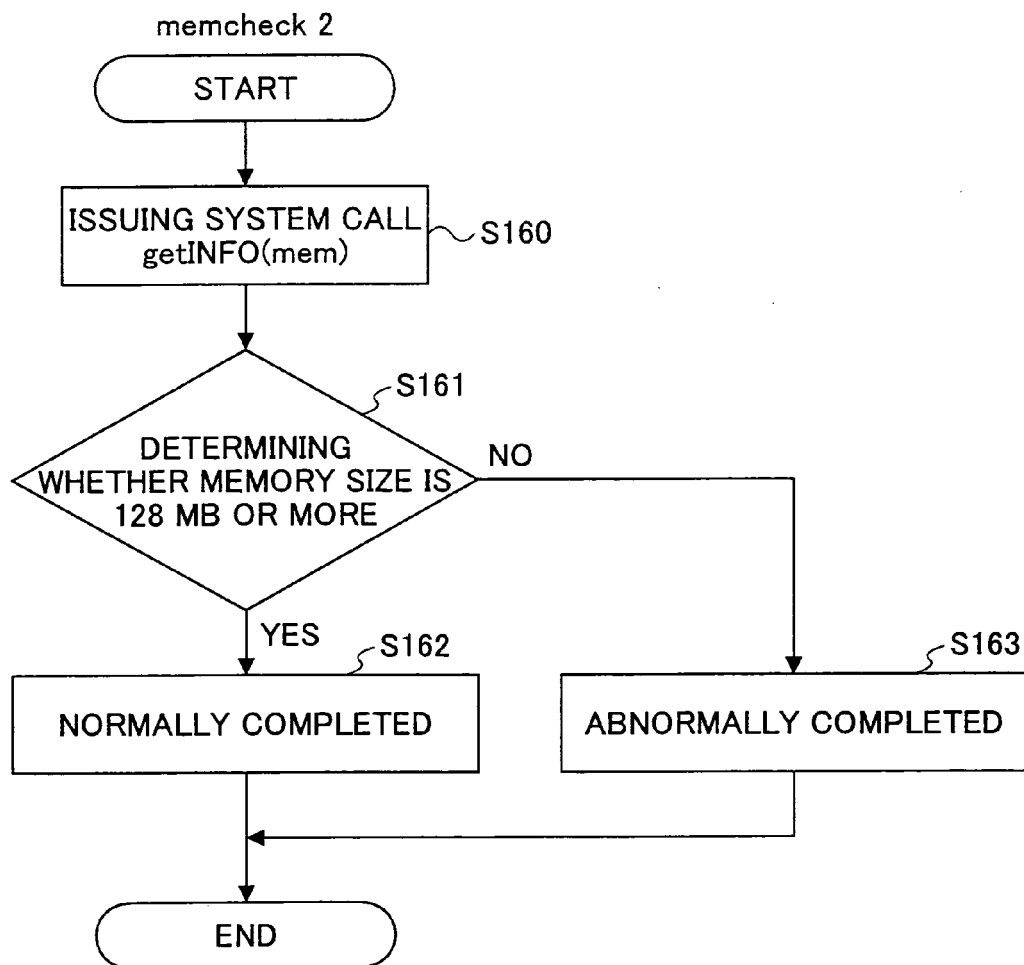 memcheck 2
START
ISSUING SYSTEM CALL
getINFO(mem)
S160
S161
DETERMINING
WHETHER MEMORY SIZE IS
128 MB OR MORE
NO
YES
S162
S163
NORMALLY COMPLETED
ABNORMALLY COMPLETED
END